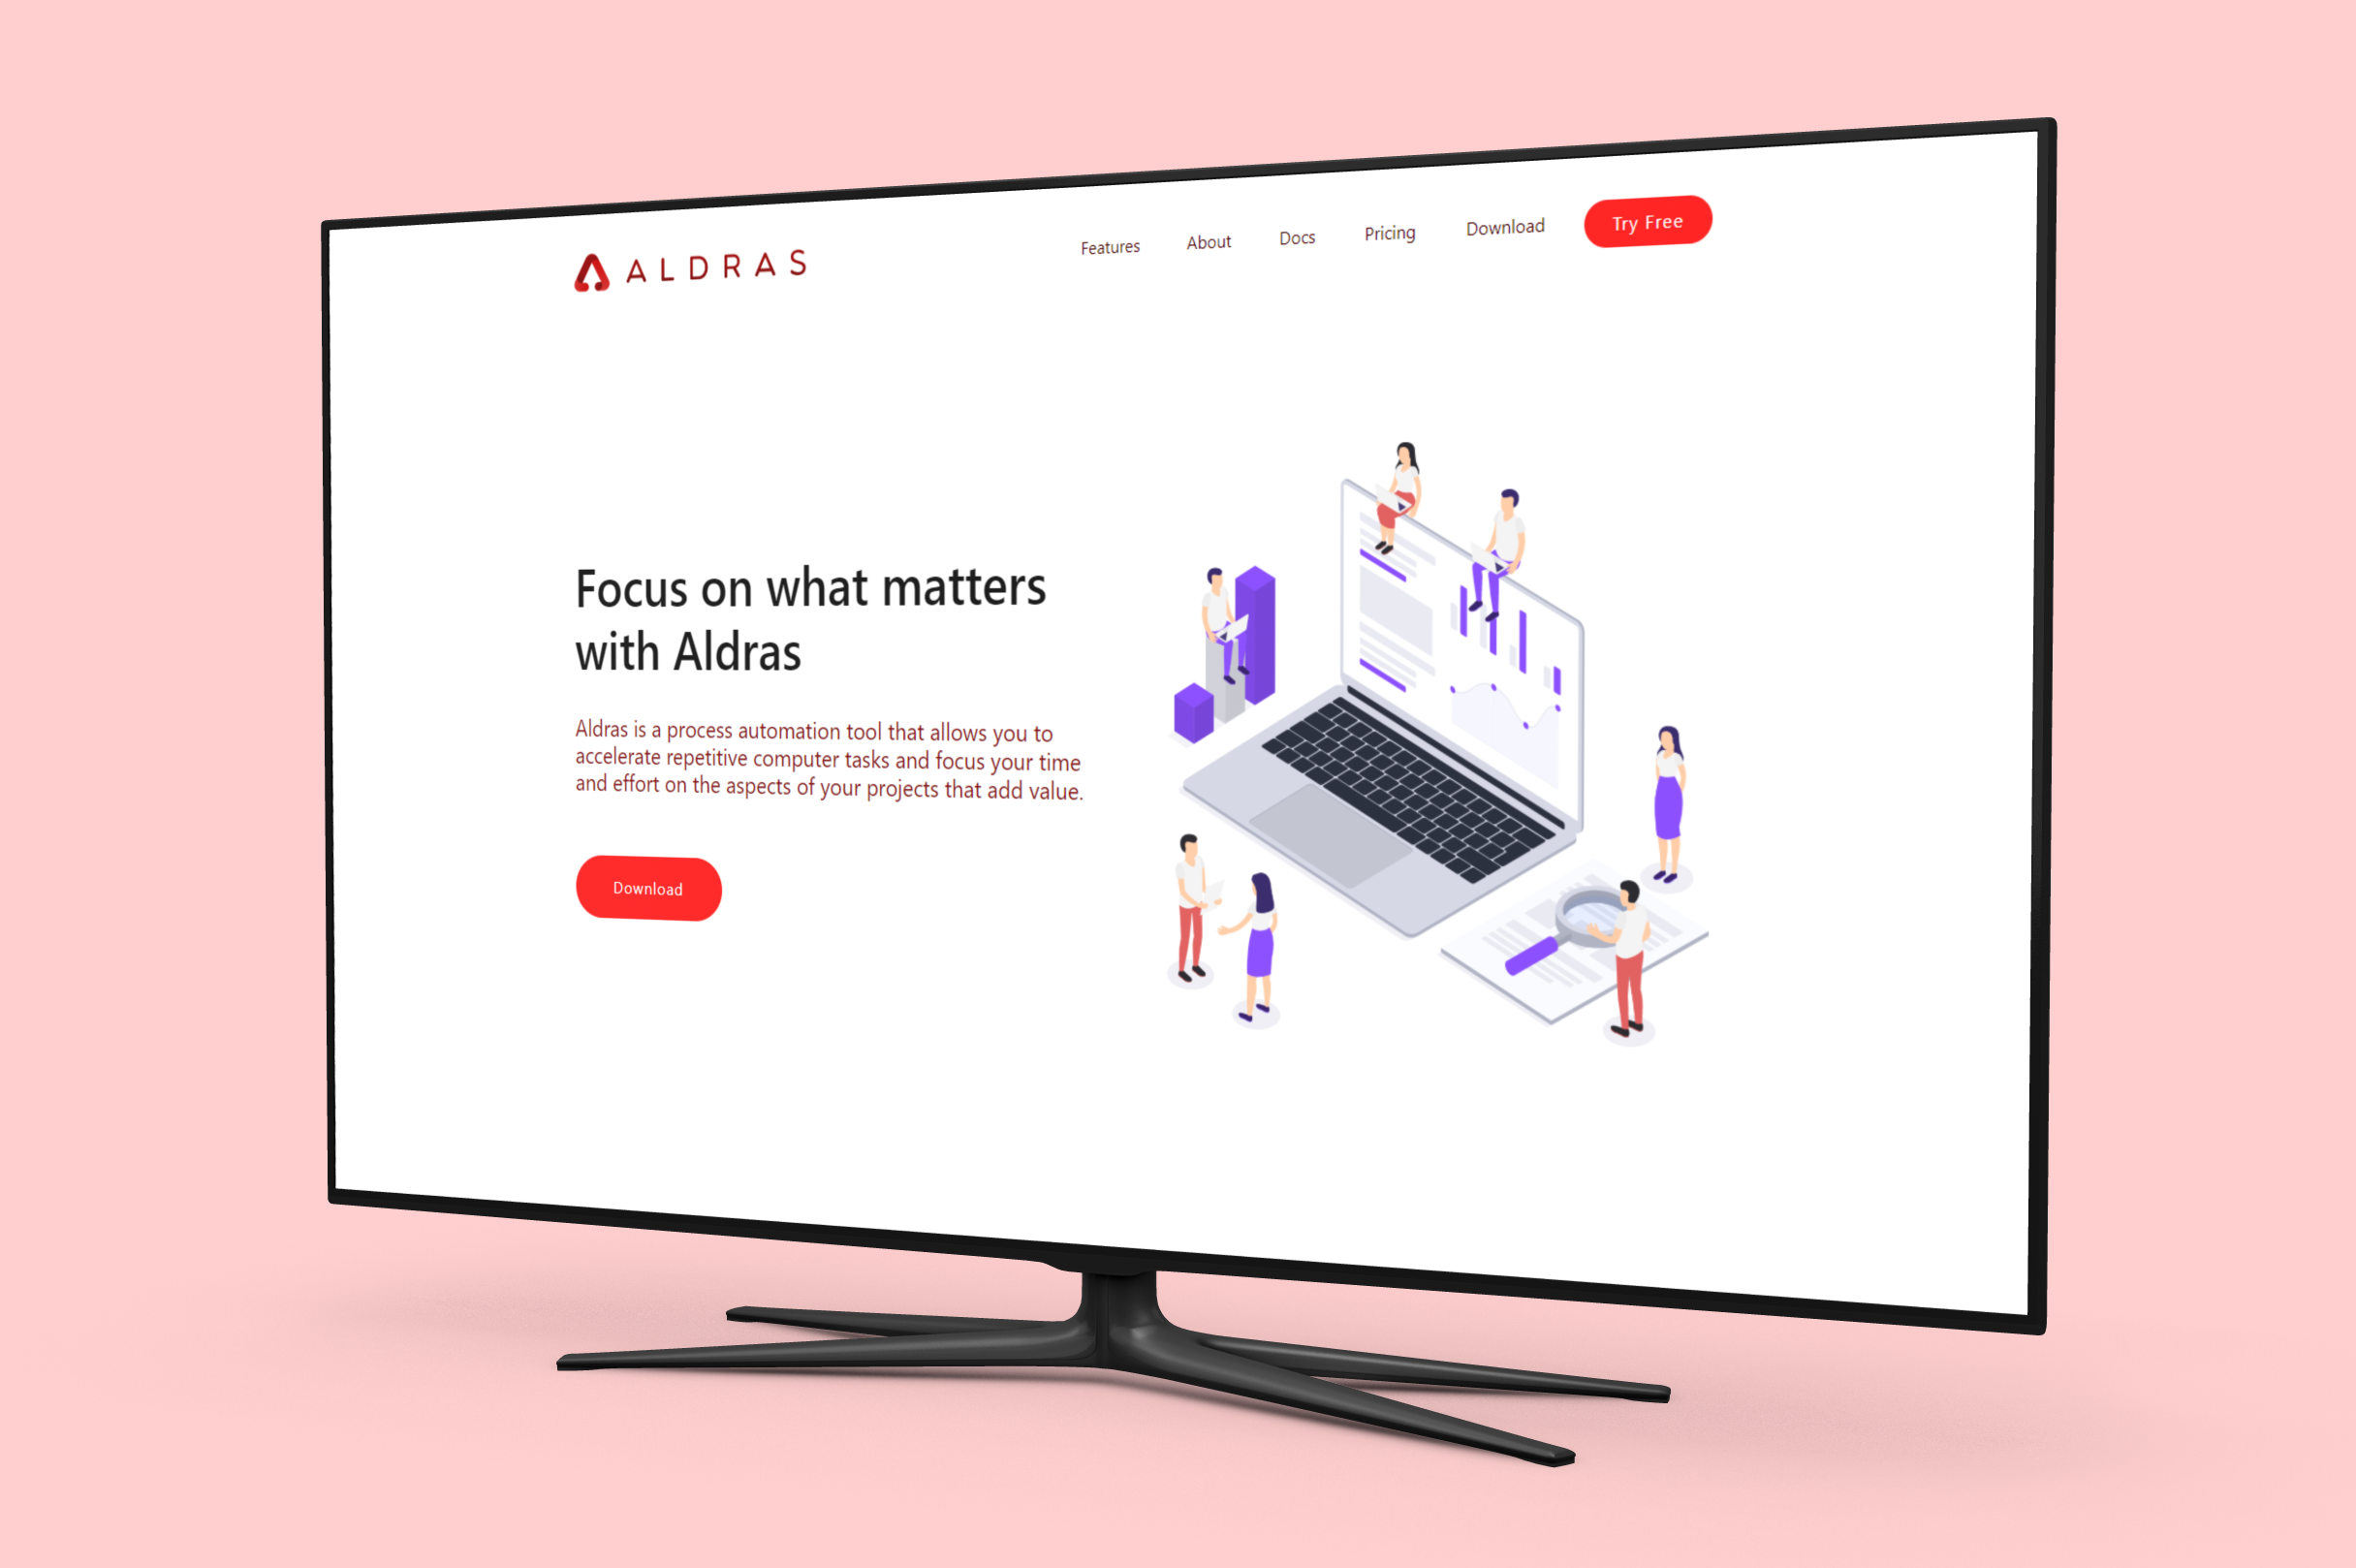 ALDRAS
Features About Docs Pricing Download Try Free
Focus on what matters
with Aldras
Aldras is a process automation tool that allows you to
accelerate repetitive computer tasks and focus your time
and effort on the aspects of your projects that add value.
Download